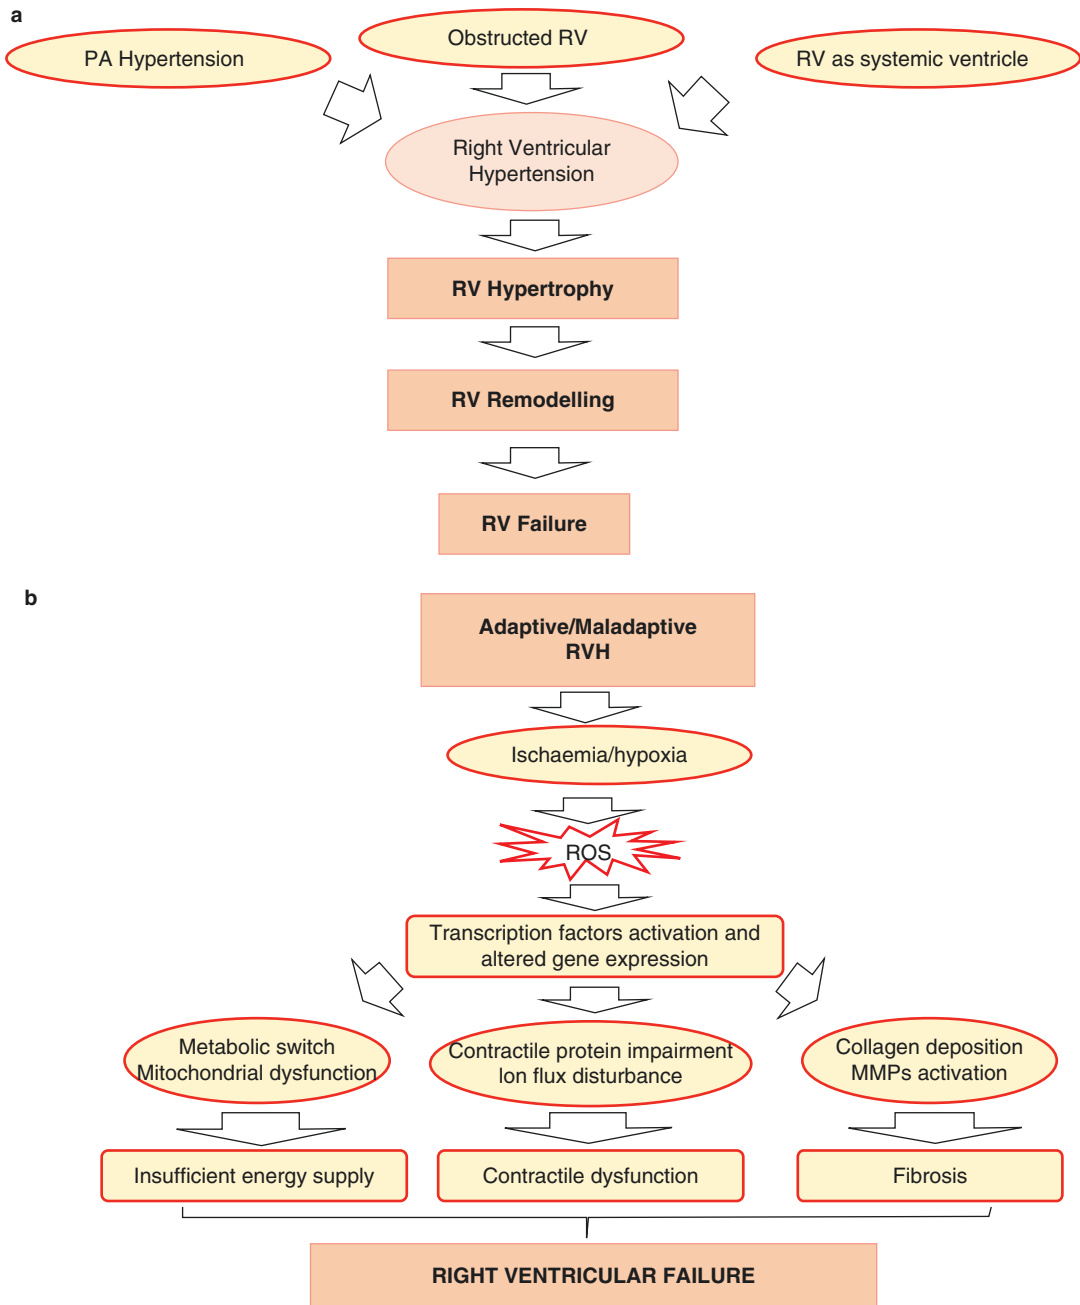 a
PA Hypertension
Obstructed RV
RV as systemic ventricle
Right Ventricular
Hypertension
RV Hypertrophy
RV Remodelling
RV Failure
b
Adaptive/Maladaptive
RVH
Ischaemia/hypoxia
ROS
Transcription factors activation and
altered gene expression
Metabolic switch
Mitochondrial dysfunction
Contractile protein impairment
Ion flux disturbance
Collagen deposition
MMPs activation
Insufficient energy supply
Contractile dysfunction
Fibrosis
RIGHT VENTRICULAR FAILURE